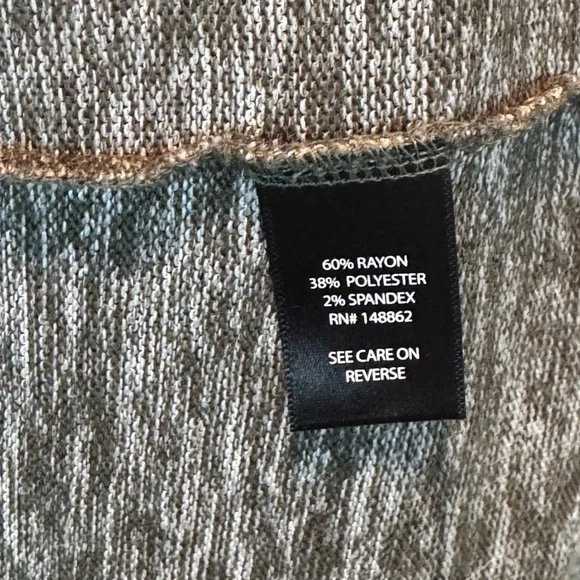 60% RAYON
38% POLYESTER
2% SPANDEX
RN# 148862
SEE CARE ON
REVERSE